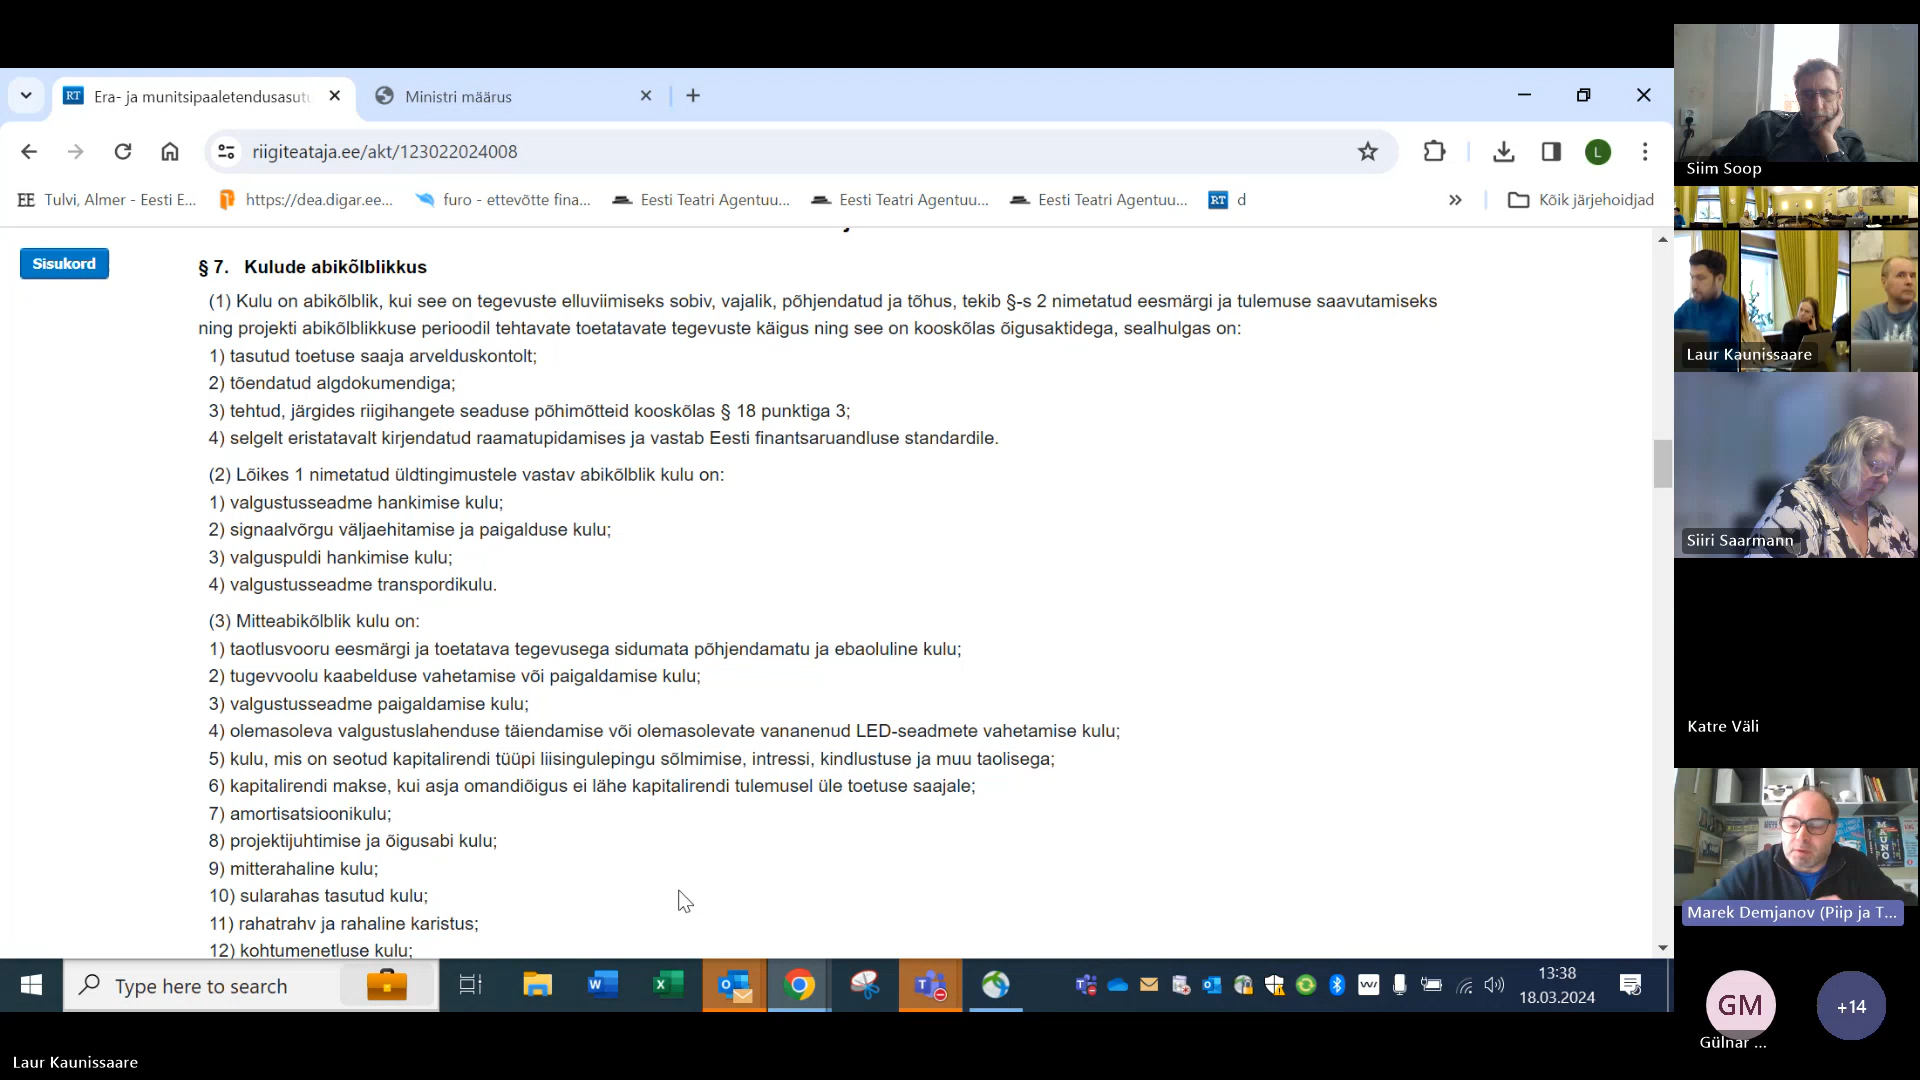 Era- ja munitsipaaletendusasutu
Ministri määrus
riigiteataja.ee/akt/123022024008
L
EE Tulvi, Almer - Eesti E...
https://dea.digar.ee...
furo - ettevõtte fina...
Eesti Teatri Agentuu...
Eesti Teatri Agentuu...
Eesti Teatri Agentuu...
RT d
Kõik järjehoidjad
Sisukord
§ 7. Kulude abikõlblikkus
(1) Kulu on abikõlblik, kui see on tegevuste elluviimiseks sobiv, vajalik, põhjendatud ja tõhus, tekib §-s 2 nimetatud eesmärgi ja tulemuse saavutamiseks
ning projekti abikõlblikkuse perioodil tehtavate toetatavate tegevuste käigus ning see on kooskõlas õigusaktidega, sealhulgas on:
1) tasutud toetuse saaja arvelduskontolt;
2) tõendatud algdokumendiga;
3) tehtud, järgides riigihangete seaduse põhimõtteid kooskõlas § 18 punktiga 3;
4) selgelt eristatavalt kirjendatud raamatupidamises ja vastab Eesti finantsaruandluse standardile.
(2) Lõikes 1 nimetatud üldtingimustele vastav abikõlblik kulu on:
1) valgustusseadme hankimise kulu;
2) signaalvõrgu väljaehitamise ja paigalduse kulu;
3) valguspuldi hankimise kulu;
4) valgustusseadme transpordikulu.
(3) Mitteabikõlblik kulu on:
1) taotlusvooru eesmärgi ja toetatava tegevusega sidumata põhjendamatu ja ebaoluline kulu;
2) tugevvoolu kaabelduse vahetamise või paigaldamise kulu;
3) valgustusseadme paigaldamise kulu;
4) olemasoleva valgustuslahenduse täiendamise või olemasolevate vananenud LED-seadmete vahetamise kulu;
5) kulu, mis on seotud kapitalirendi tüüpi liisingulepingu sõlmimise, intressi, kindlustuse ja muu taolisega;
6) kapitalirendi makse, kui asja omandiõigus ei lähe kapitalirendi tulemusel üle toetuse saajale;
7) amortisatsioonikulu;
8) projektijuhtimise ja õigusabi kulu;
9) mitterahaline kulu;
10) sularahas tasutud kulu;
11) rahatrahv ja rahaline karistus;
12) kohtumenetluse kulu;
Type here to search
13:38
18.03.2024
Laur Kaunissaare
Siim Soop
Laur Kaunissaare
Siiri Saarmann
Katre Väli
MAUNO
Marek Demjanov (Piip ja T...
GM
+14
Gülnar ...